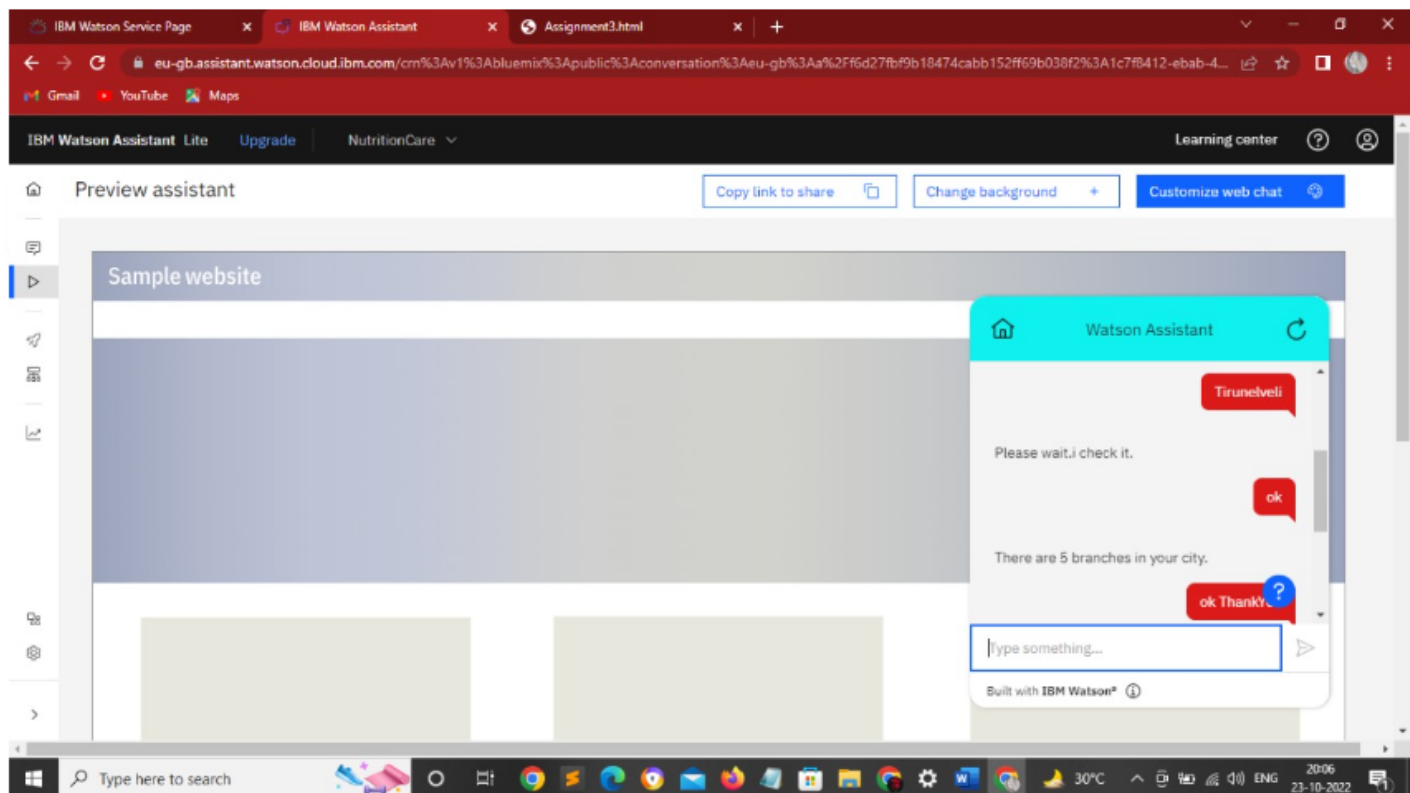 IBM Watson Service Page
IBM Watson Assistant
Assignment3.html
eu-gb.assistant.watson.cloud.ibm.com/crn%3Av1%3Abluemix%3Apublic%3Aconversation%3Aeu-gb%3Aa%2Ff6d27fbf9b18474cabb152ff69b038f2%3A1c7f8412-ebab-4...
Gmail YouTube Maps
IBM Watson Assistant Lite Upgrade NutritionCare Learning center
Preview assistant Copy link to share Change background + Customize web chat
Sample website
Watson Assistant
Tirunelveli
Please wait.i check it.
ok
There are 5 branches in your city.
ok ThankY
?
Type something...
Built with IBM Watson®
Type here to search 30°C ENG 20:06
23-10-2022